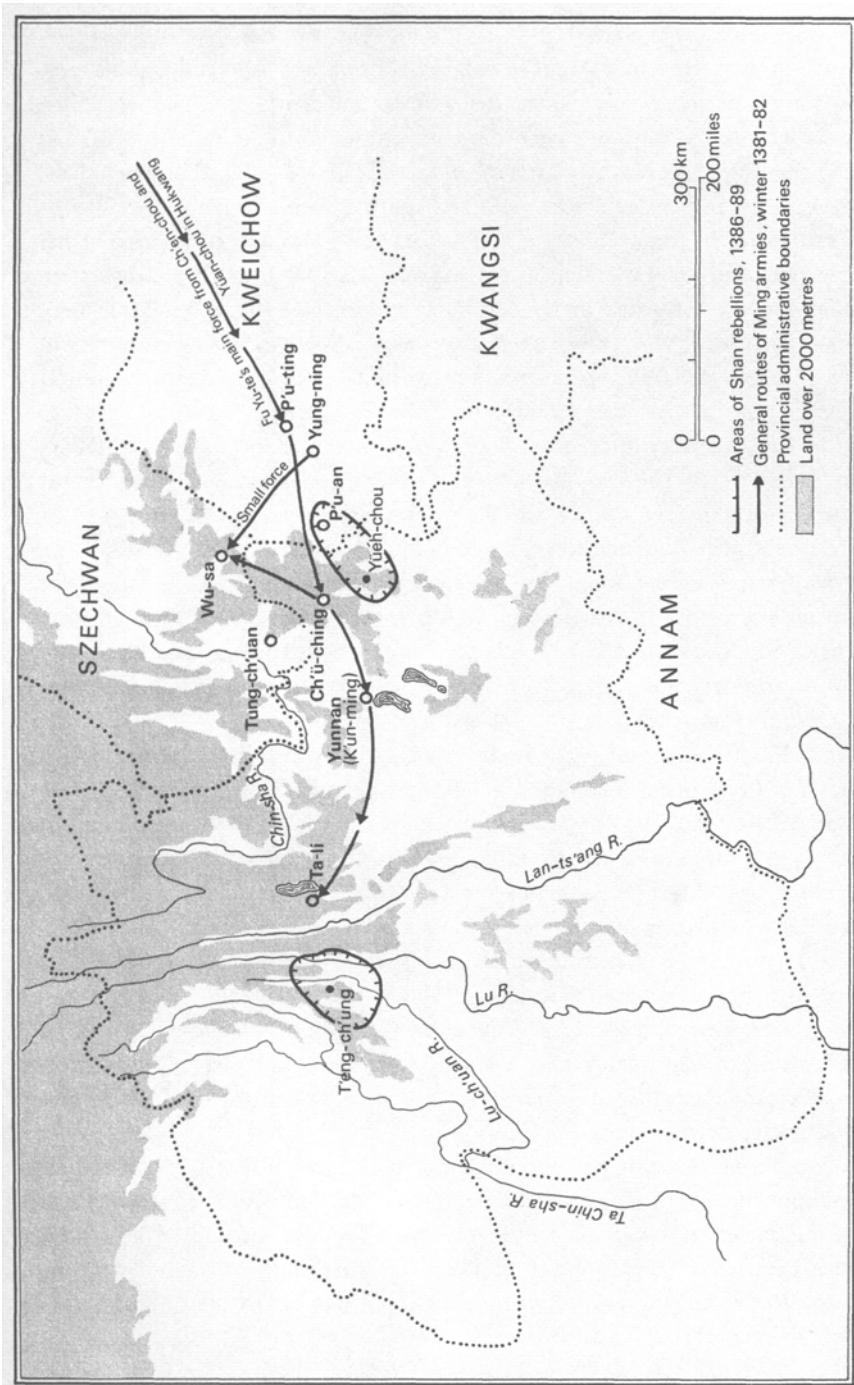 SZECHWAN
KWEICHOW
KWANGSI
ANNAM
Fu Yu-te's main force from Ch'en-chou and
Yüan-chou in Hukwang
P'u-ting
Yung-ning
Small force
Wu-sa
P'u-an
Yüeh-chou
Tung-ch'uan
Ch'ü-ching
Yunnan
(K'un-ming)
Chin-sha R.
Ta-li
T'eng-ch'ung
Lan-ts'ang R.
Lu R.
Lu-ch'uan R.
Ta Chin-sha R.
0 300 km
0 200 miles
Areas of Shan rebellions, 1386-89
General routes of Ming armies, winter 1381-82
Provincial administrative boundaries
Land over 2000 metres